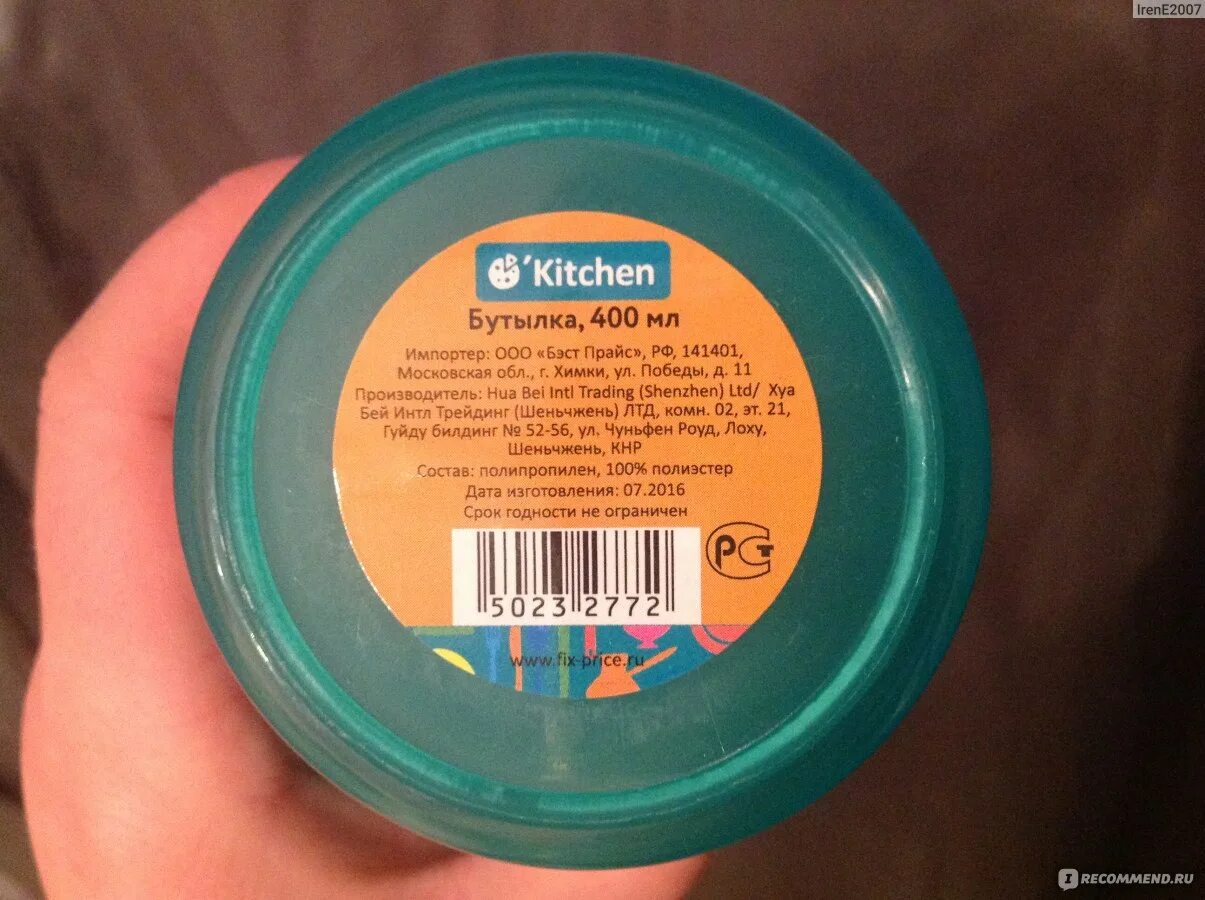 IrenE2007
'Kitchen
Бутылка, 400 мл
Импортер: ООО «Бэст Прайс», РФ, 141401,
Московская обл., г. Химки, ул. Победы, д. 11
Производитель: Hua Bei Intl Trading (Shenzhen) Ltd/ Хуа
Бей Интл Трейдинг (Шеньчжень) ЛТД, комн. 02, эт. 21,
Гуйду билдинг № 52-56, ул. Чуньфен Роуд, Лоху,
Шеньчжень, КНР
Состав: полипропилен, 100% полиэстер
Дата изготовления: 07.2016
Срок годности не ограничен
РСТ
5023 2772
www.fix-price.ru
I RECOMMEND.RU